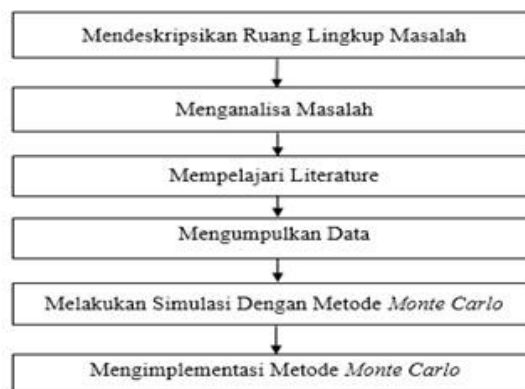 Mendeskripsikan Ruang Lingkup Masalah
Menganalisa Masalah
Mempelajari Literature
Mengumpulkan Data
Melakukan Simulasi Dengan Metode Monte Carlo
Mengimplementasi Metode Monte Carlo